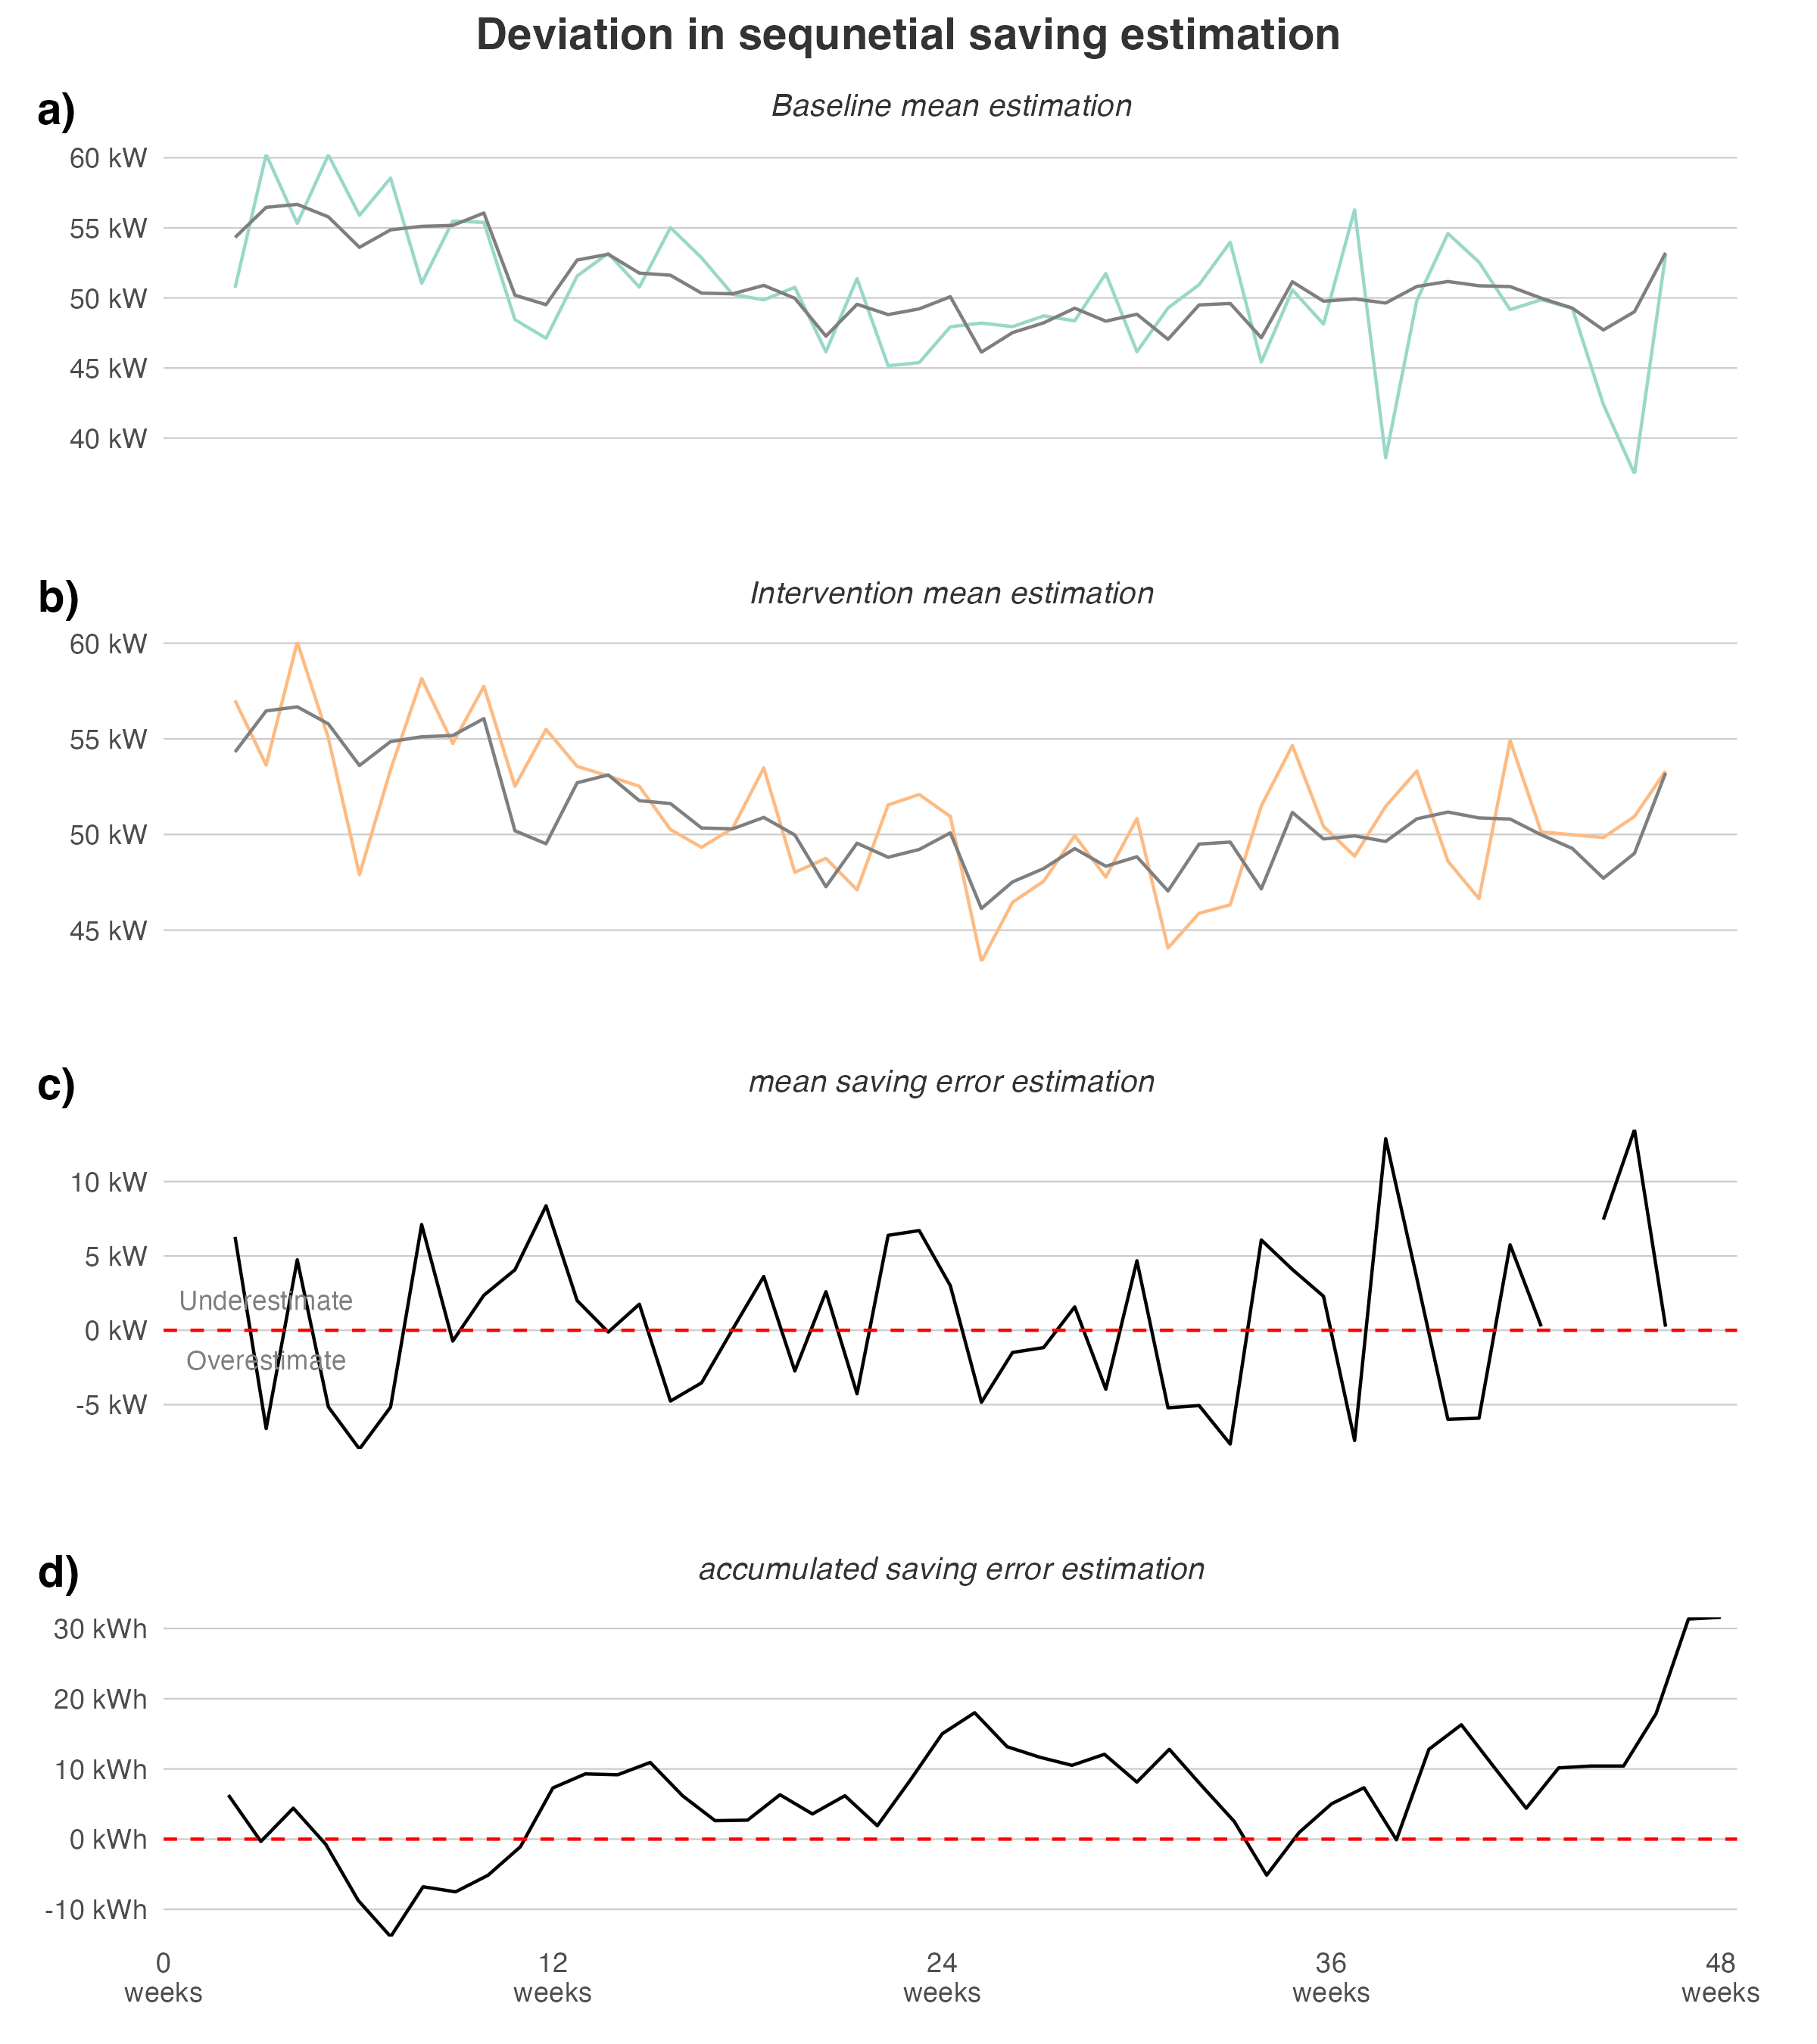 Deviation in sequnetial saving estimation
a)
Baseline mean estimation
60 kW
55 kW
50 kW
45 kW
40 kW
b)
Intervention mean estimation
60 kW
55 kW
50 kW
45 kW
c)
mean saving error estimation
10 kW
5 kW
Underestimate
0 kW
Overestimate
-5 kW
d)
accumulated saving error estimation
30 kWh
20 kWh
10 kWh
0 kWh
-10 kWh
0 12 24 36 48
weeks weeks weeks weeks weeks